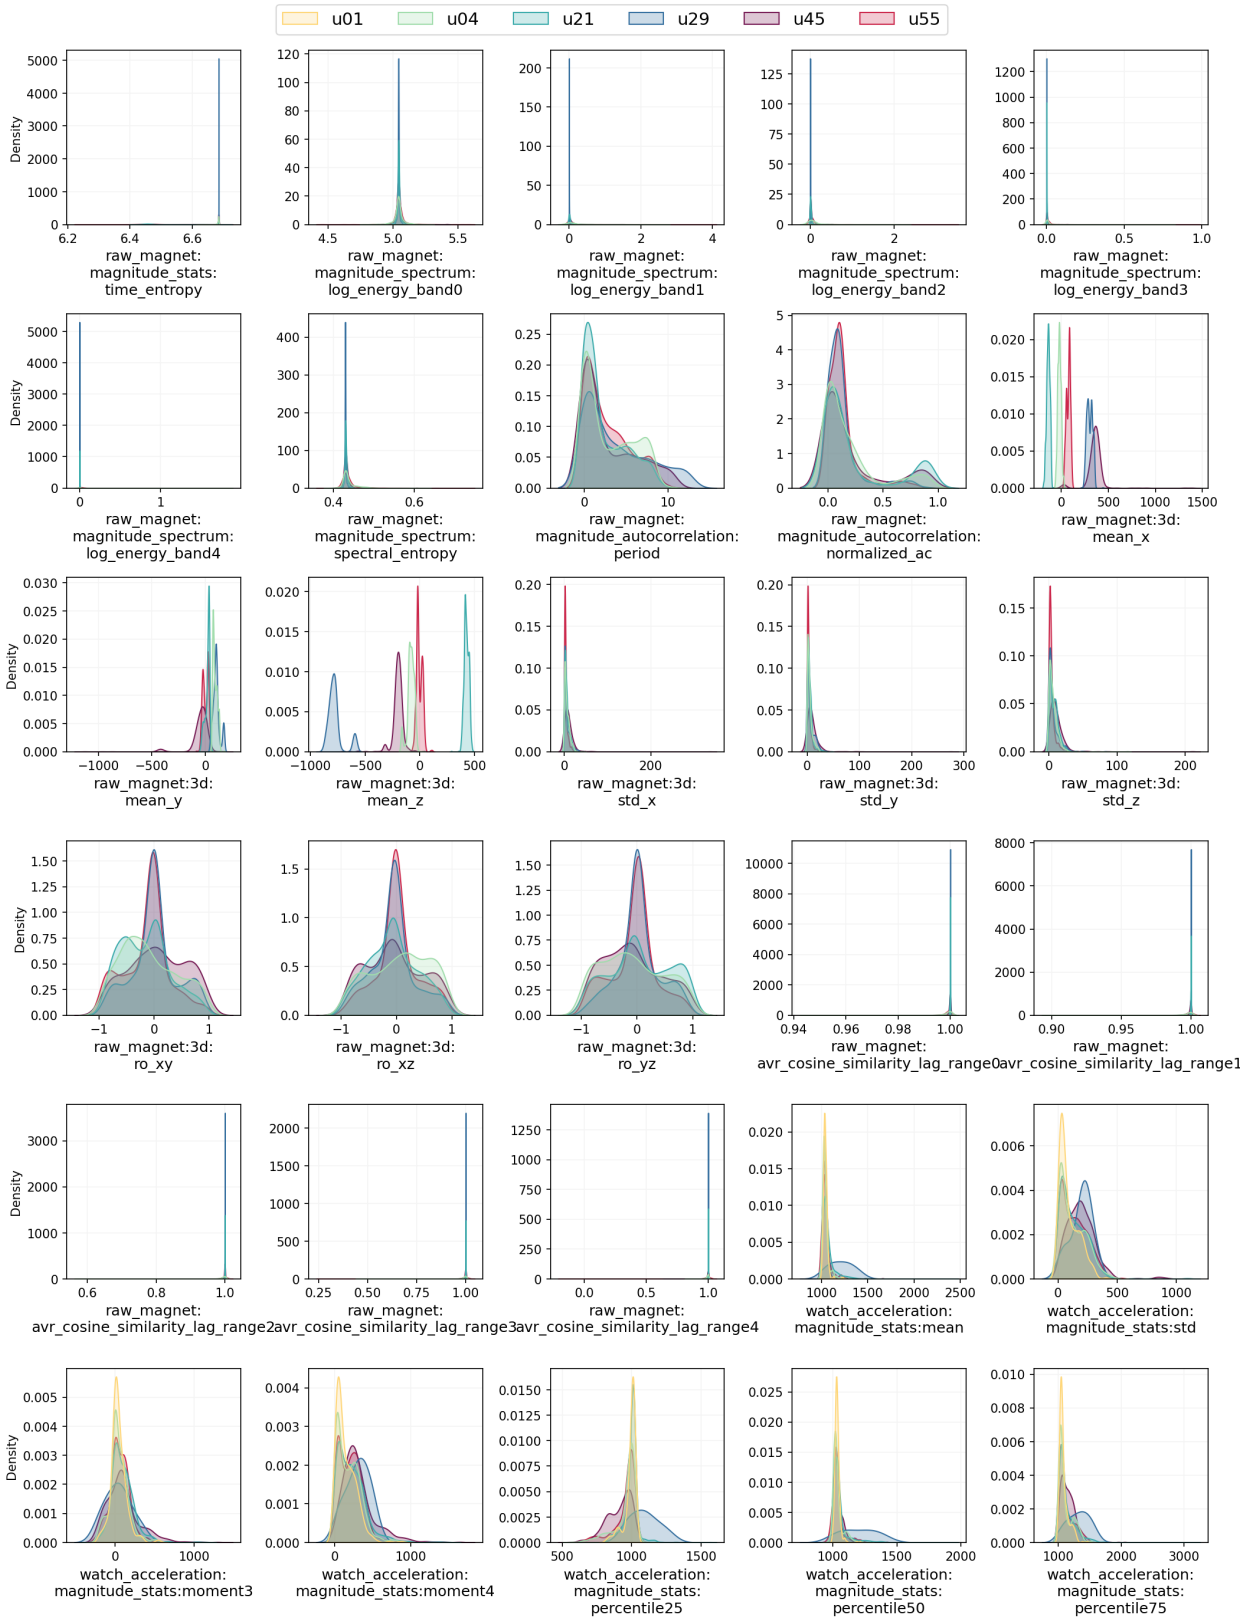 u01 u04 u21 u29 u45 u55
Density
5000
4000
3000
2000
1000
0
6.2 6.4 6.6
raw_magnet:
magnitude_stats:
time_entropy
120
100
80
60
40
20
0
4.5 5.0 5.5
raw_magnet:
magnitude_spectrum:
log_energy_band0
200
150
100
50
0
0 2 4
raw_magnet:
magnitude_spectrum:
log_energy_band1
125
100
75
50
25
0
0 2
raw_magnet:
magnitude_spectrum:
log_energy_band2
1200
1000
800
600
400
200
0
0.0 0.5 1.0
raw_magnet:
magnitude_spectrum:
log_energy_band3
Density
5000
4000
3000
2000
1000
0
0 1
raw_magnet:
magnitude_spectrum:
log_energy_band4
400
300
200
100
0
0.4 0.6
raw_magnet:
magnitude_spectrum:
spectral_entropy
0.25
0.20
0.15
0.10
0.05
0.00
0 10
raw_magnet:
magnitude_autocorrelation:
period
5
4
3
2
1
0
0.0 0.5 1.0
raw_magnet:
magnitude_autocorrelation:
normalized_ac
0.020
0.015
0.010
0.005
0.000
0 500 1000 1500
raw_magnet:3d:
mean_x
Density
0.030
0.025
0.020
0.015
0.010
0.005
0.000
−1000 −500 0
raw_magnet:3d:
mean_y
0.020
0.015
0.010
0.005
0.000
−1000 −500 0 500
raw_magnet:3d:
mean_z
0.20
0.15
0.10
0.05
0.00
0 200
raw_magnet:3d:
std_x
0.20
0.15
0.10
0.05
0.00
0 100 200 300
raw_magnet:3d:
std_y
0.15
0.10
0.05
0.00
0 100 200
raw_magnet:3d:
std_z
Density
1.50
1.25
1.00
0.75
0.50
0.25
0.00
−1 0 1
raw_magnet:3d:
ro_xy
1.5
1.0
0.5
0.0
−1 0 1
raw_magnet:3d:
ro_xz
1.50
1.25
1.00
0.75
0.50
0.25
0.00
−1 0 1
raw_magnet:3d:
ro_yz
10000
8000
6000
4000
2000
0
0.94 0.96 0.98 1.00
raw_magnet:
avr_cosine_similarity_lag_range0
8000
6000
4000
2000
0
0.90 0.95 1.00
raw_magnet:
avr_cosine_similarity_lag_range1
Density
3000
2000
1000
0
0.6 0.8 1.0
raw_magnet:
avr_cosine_similarity_lag_range2
2000
1500
1000
500
0
0.25 0.50 0.75 1.00
raw_magnet:
avr_cosine_similarity_lag_range3
1250
1000
750
500
250
0
0.0 0.5 1.0
raw_magnet:
avr_cosine_similarity_lag_range4
0.020
0.015
0.010
0.005
0.000
1000 1500 2000 2500
watch_acceleration:
magnitude_stats:mean
0.006
0.004
0.002
0.000
0 500 1000
watch_acceleration:
magnitude_stats:std
Density
0.005
0.004
0.003
0.002
0.001
0.000
0 1000
watch_acceleration:
magnitude_stats:moment3
0.004
0.003
0.002
0.001
0.000
0 1000
watch_acceleration:
magnitude_stats:moment4
0.0150
0.0125
0.0100
0.0075
0.0050
0.0025
0.0000
500 1000 1500
watch_acceleration:
magnitude_stats:
percentile25
0.025
0.020
0.015
0.010
0.005
0.000
1000 1500 2000
watch_acceleration:
magnitude_stats:
percentile50
0.010
0.008
0.006
0.004
0.002
0.000
1000 2000 3000
watch_acceleration:
magnitude_stats:
percentile75